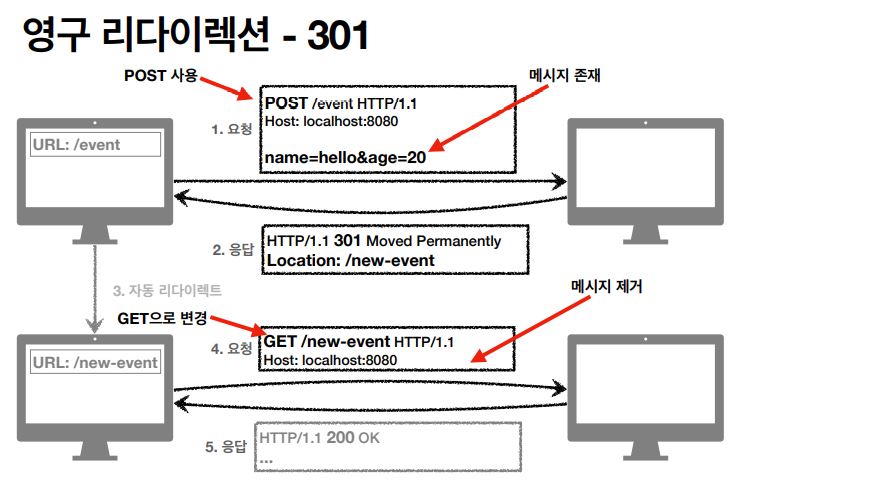 영구 리다이렉션 - 301
POST 사용
메시지 존재
1. 요청
POST /event HTTP/1.1
Host: localhost:8080
name=hello&age=20
URL: /event
2. 응답
HTTP/1.1 301 Moved Permanently
Location: /new-event
3. 자동 리다이렉트
메시지 제거
GET으로 변경
4. 요청
GET /new-event HTTP/1.1
Host: localhost:8080
URL: /new-event
5. 응답
HTTP/1.1 200 OK
...